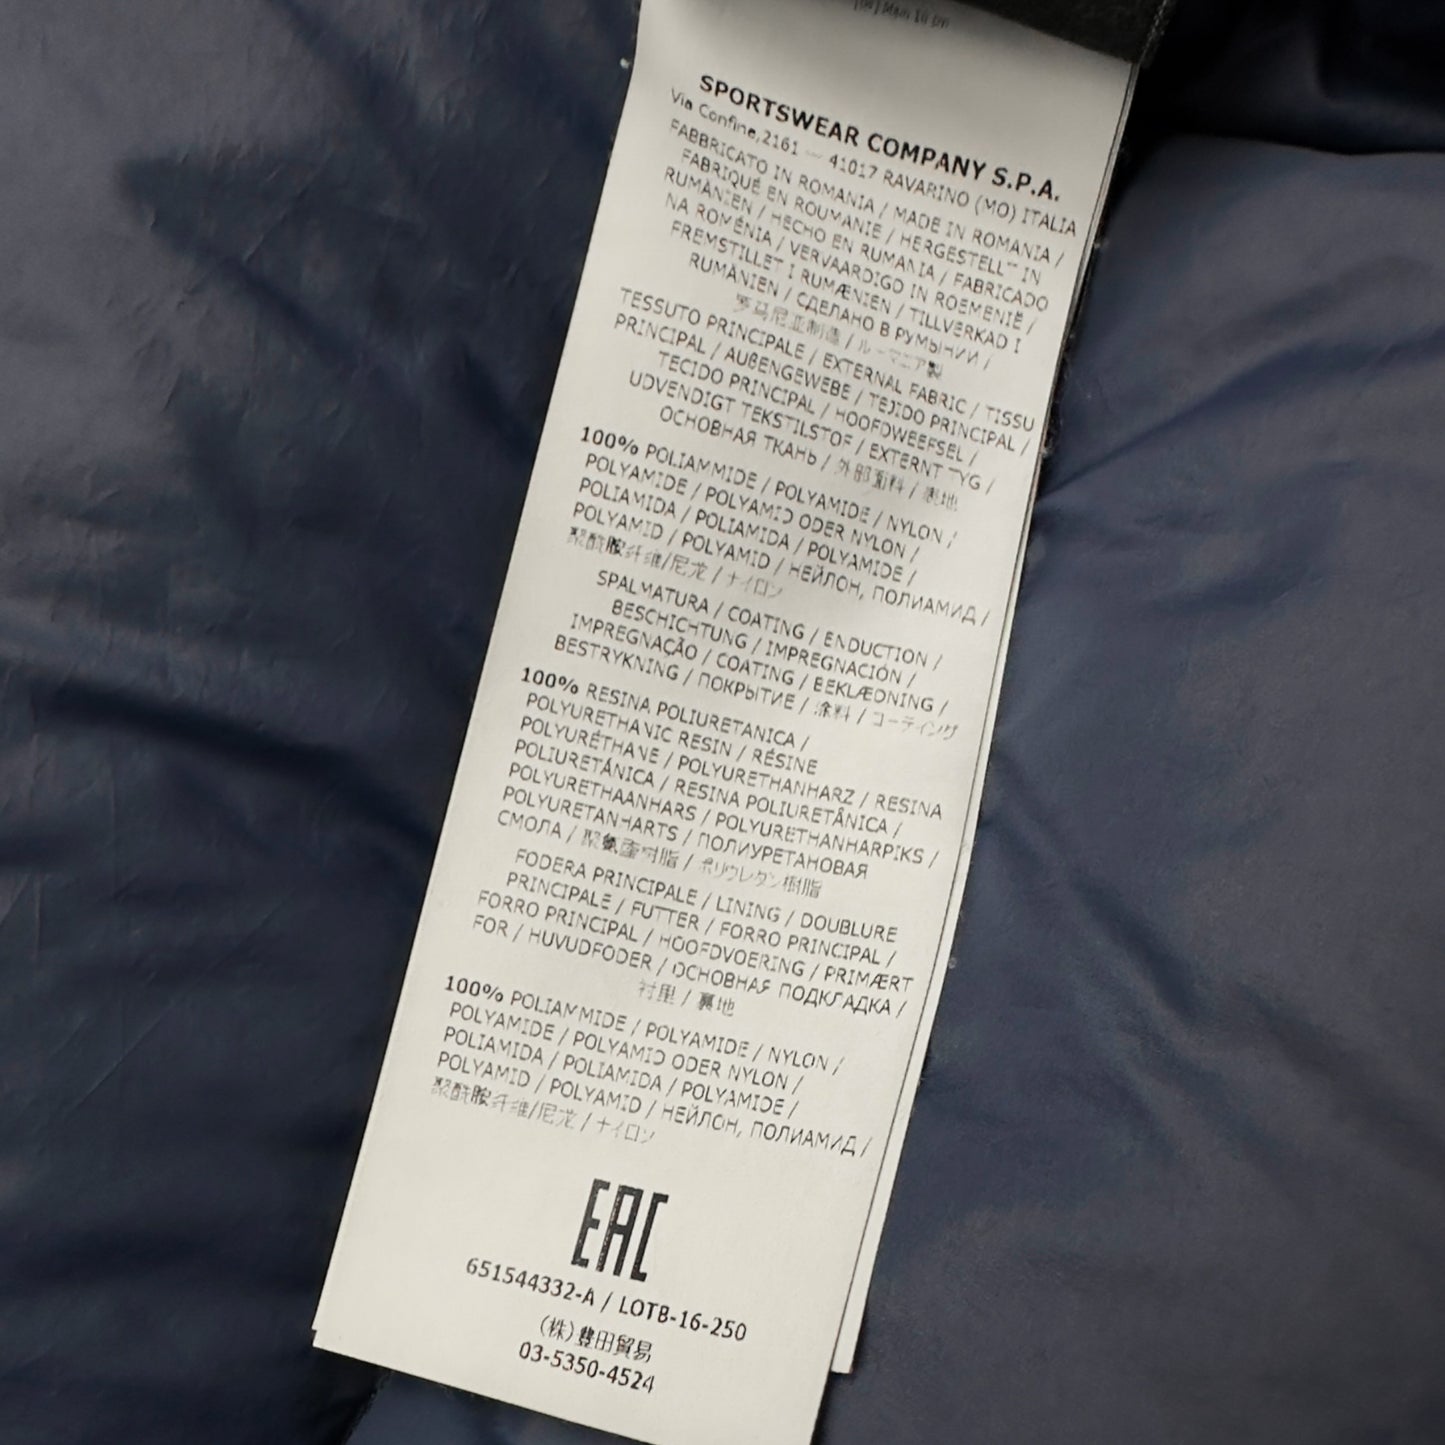 SPORTSWEAR COMPANY S.P.A.
Via Confine,2161 — 41017 RAVARINO (MO) ITALIA
FABBRICATO IN ROMANIA / MADE IN ROMANIA /
FABRIQUÉ EN ROUMANIE / HERGESTELLT IN
RUMÄNIEN / HECHO EN RUMANIA / FABRICADO
NA ROMÉNIA / VERVAARDIGD IN ROEMENIË /
FREMSTILLET I RUMÆNIEN / TILLVERKAD I
RUMÄNIEN / СДЕЛАНО В РУМЫНИИ /
罗马尼亚制造 / ルーマニア製
TESSUTO PRINCIPALE / EXTERNAL FABRIC / TISSU
PRINCIPAL / AUßENGEWEBE / TEJIDO PRINCIPAL /
TECIDO PRINCIPAL / HOOFDWEEFSEL /
UDVENDIGT TEKSTILSTOF / EXTERNT TYG /
ОСНОВНАЯ ТКАНЬ / 外部面料 / 表地
100% POLIAMMIDE / POLYAMIDE / NYLON /
POLYAMIDE / POLYAMID ODER NYLON /
POLIAMIDA / POLIAMIDA / POLYAMIDE /
POLYAMID / POLYAMID / НЕЙЛОН, ПОЛИАМИД /
聚酰胺纤维/尼龙 / ナイロン
SPALMATURA / COATING / ENDUCTION /
BESCHICHTUNG / IMPREGNACIÓN /
IMPREGNAÇÃO / COATING / BEKLÆDNING /
BESTRYKNING / ПОКРЫТИЕ / 涂料 / コーティング
100% RESINA POLIURETANICA /
POLYURETHANIC RESIN / RÉSINE
POLYURÉTHANE / POLYURETHANHARZ / RESINA
POLIURETÁNICA / RESINA POLIURETÂNICA /
POLYURETHAANHARS / POLYURETHANHARPIKS /
POLYURETANHARTS / ПОЛИУРЕТАНОВАЯ
СМОЛА / 聚氨酯树脂 / ポリウレタン樹脂
FODERA PRINCIPALE / LINING / DOUBLURE
PRINCIPALE / FUTTER / FORRO PRINCIPAL /
FORRO PRINCIPAL / HOOFDVOERING / PRIMÆRT
FOR / HUVUDFODER / ОСНОВНАЯ ПОДКЛАДКА /
衬里 / 裏地
100% POLIAMMIDE / POLYAMIDE / NYLON /
POLYAMIDE / POLYAMID ODER NYLON /
POLIAMIDA / POLIAMIDA / POLYAMIDE /
POLYAMID / POLYAMID / НЕЙЛОН, ПОЛИАМИД /
聚酰胺纤维/尼龙 / ナイロン
EAC
651544332-A / LOTB-16-250
(株)豊田貿易
03-5350-4524